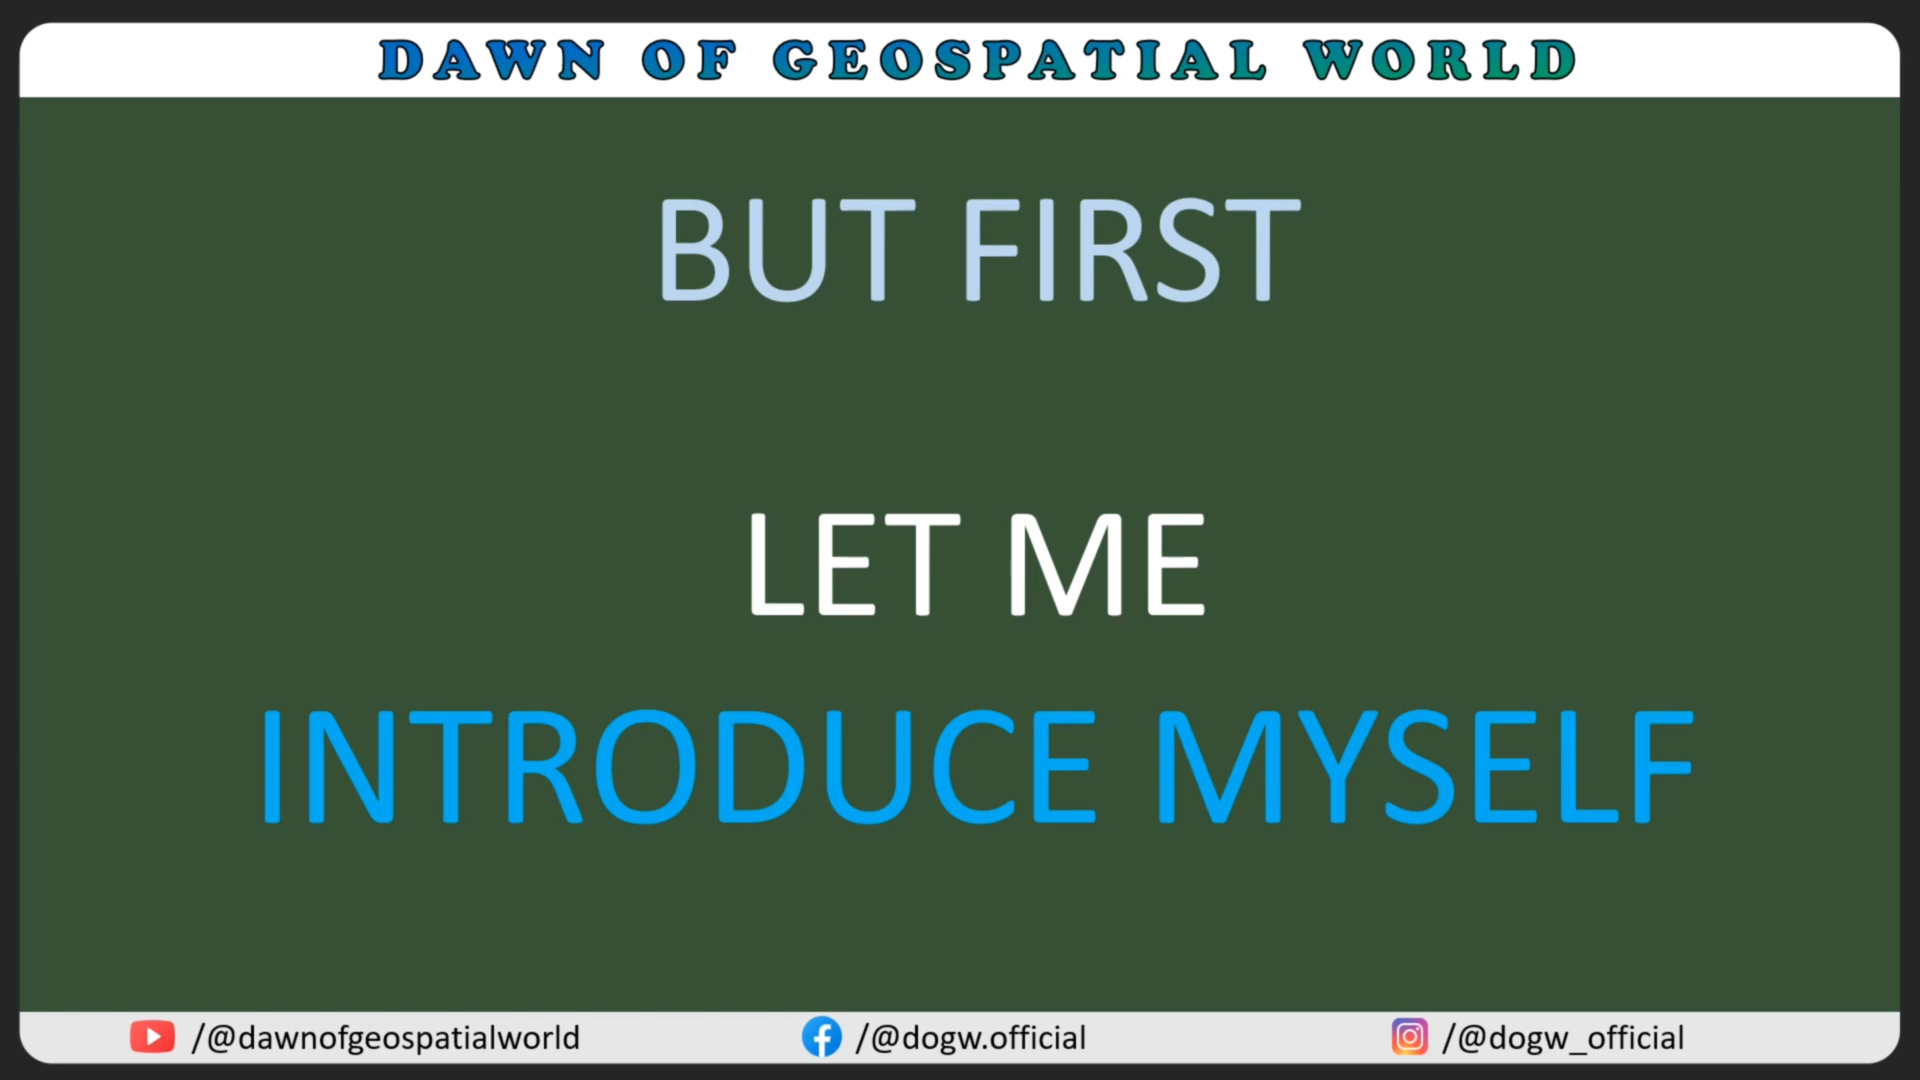 DAWN OF GEOSPATIAL WORLD
BUT FIRST
LET ME
INTRODUCE MYSELF
/@dawnofgeospatialworld
/@dogw.official
/@dogw_official